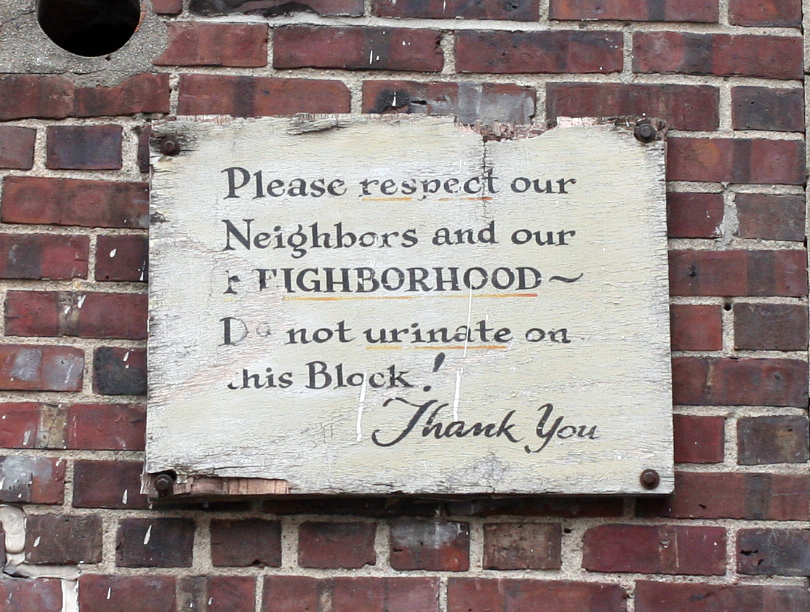 Please respect our
Neighbors and our
NEIGHBORHOOD~
Do not urinate on
this Block!
Thank You